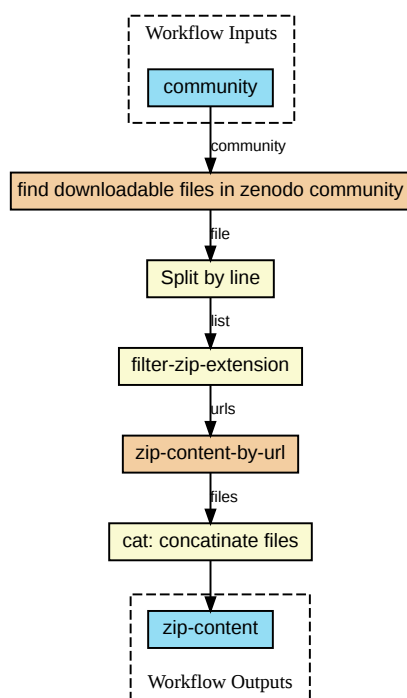 Workflow Inputs
community
community
find downloadable files in zenodo community
file
Split by line
list
filter-zip-extension
urls
zip-content-by-url
files
cat: concatinate files
zip-content
Workflow Outputs